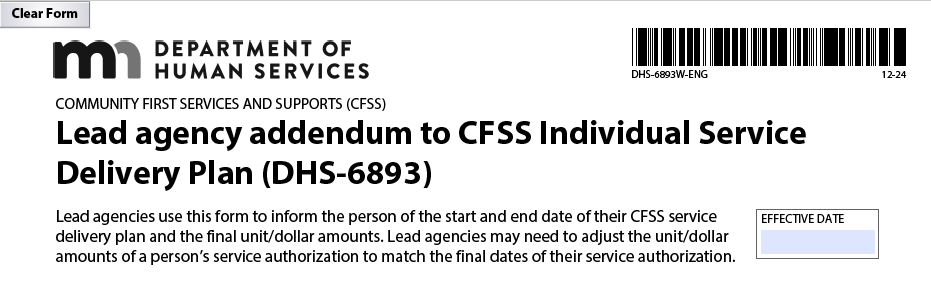 Clear Form
DEPARTMENT OF
HUMAN SERVICES
DHS-6893W-ENG 12-24
COMMUNITY FIRST SERVICES AND SUPPORTS (CFSS)
Lead agency addendum to CFSS Individual Service
Delivery Plan (DHS-6893)
Lead agencies use this form to inform the person of the start and end date of their CFSS service
delivery plan and the final unit/dollar amounts. Lead agencies may need to adjust the unit/dollar
amounts of a person's service authorization to match the final dates of their service authorization.
EFFECTIVE DATE